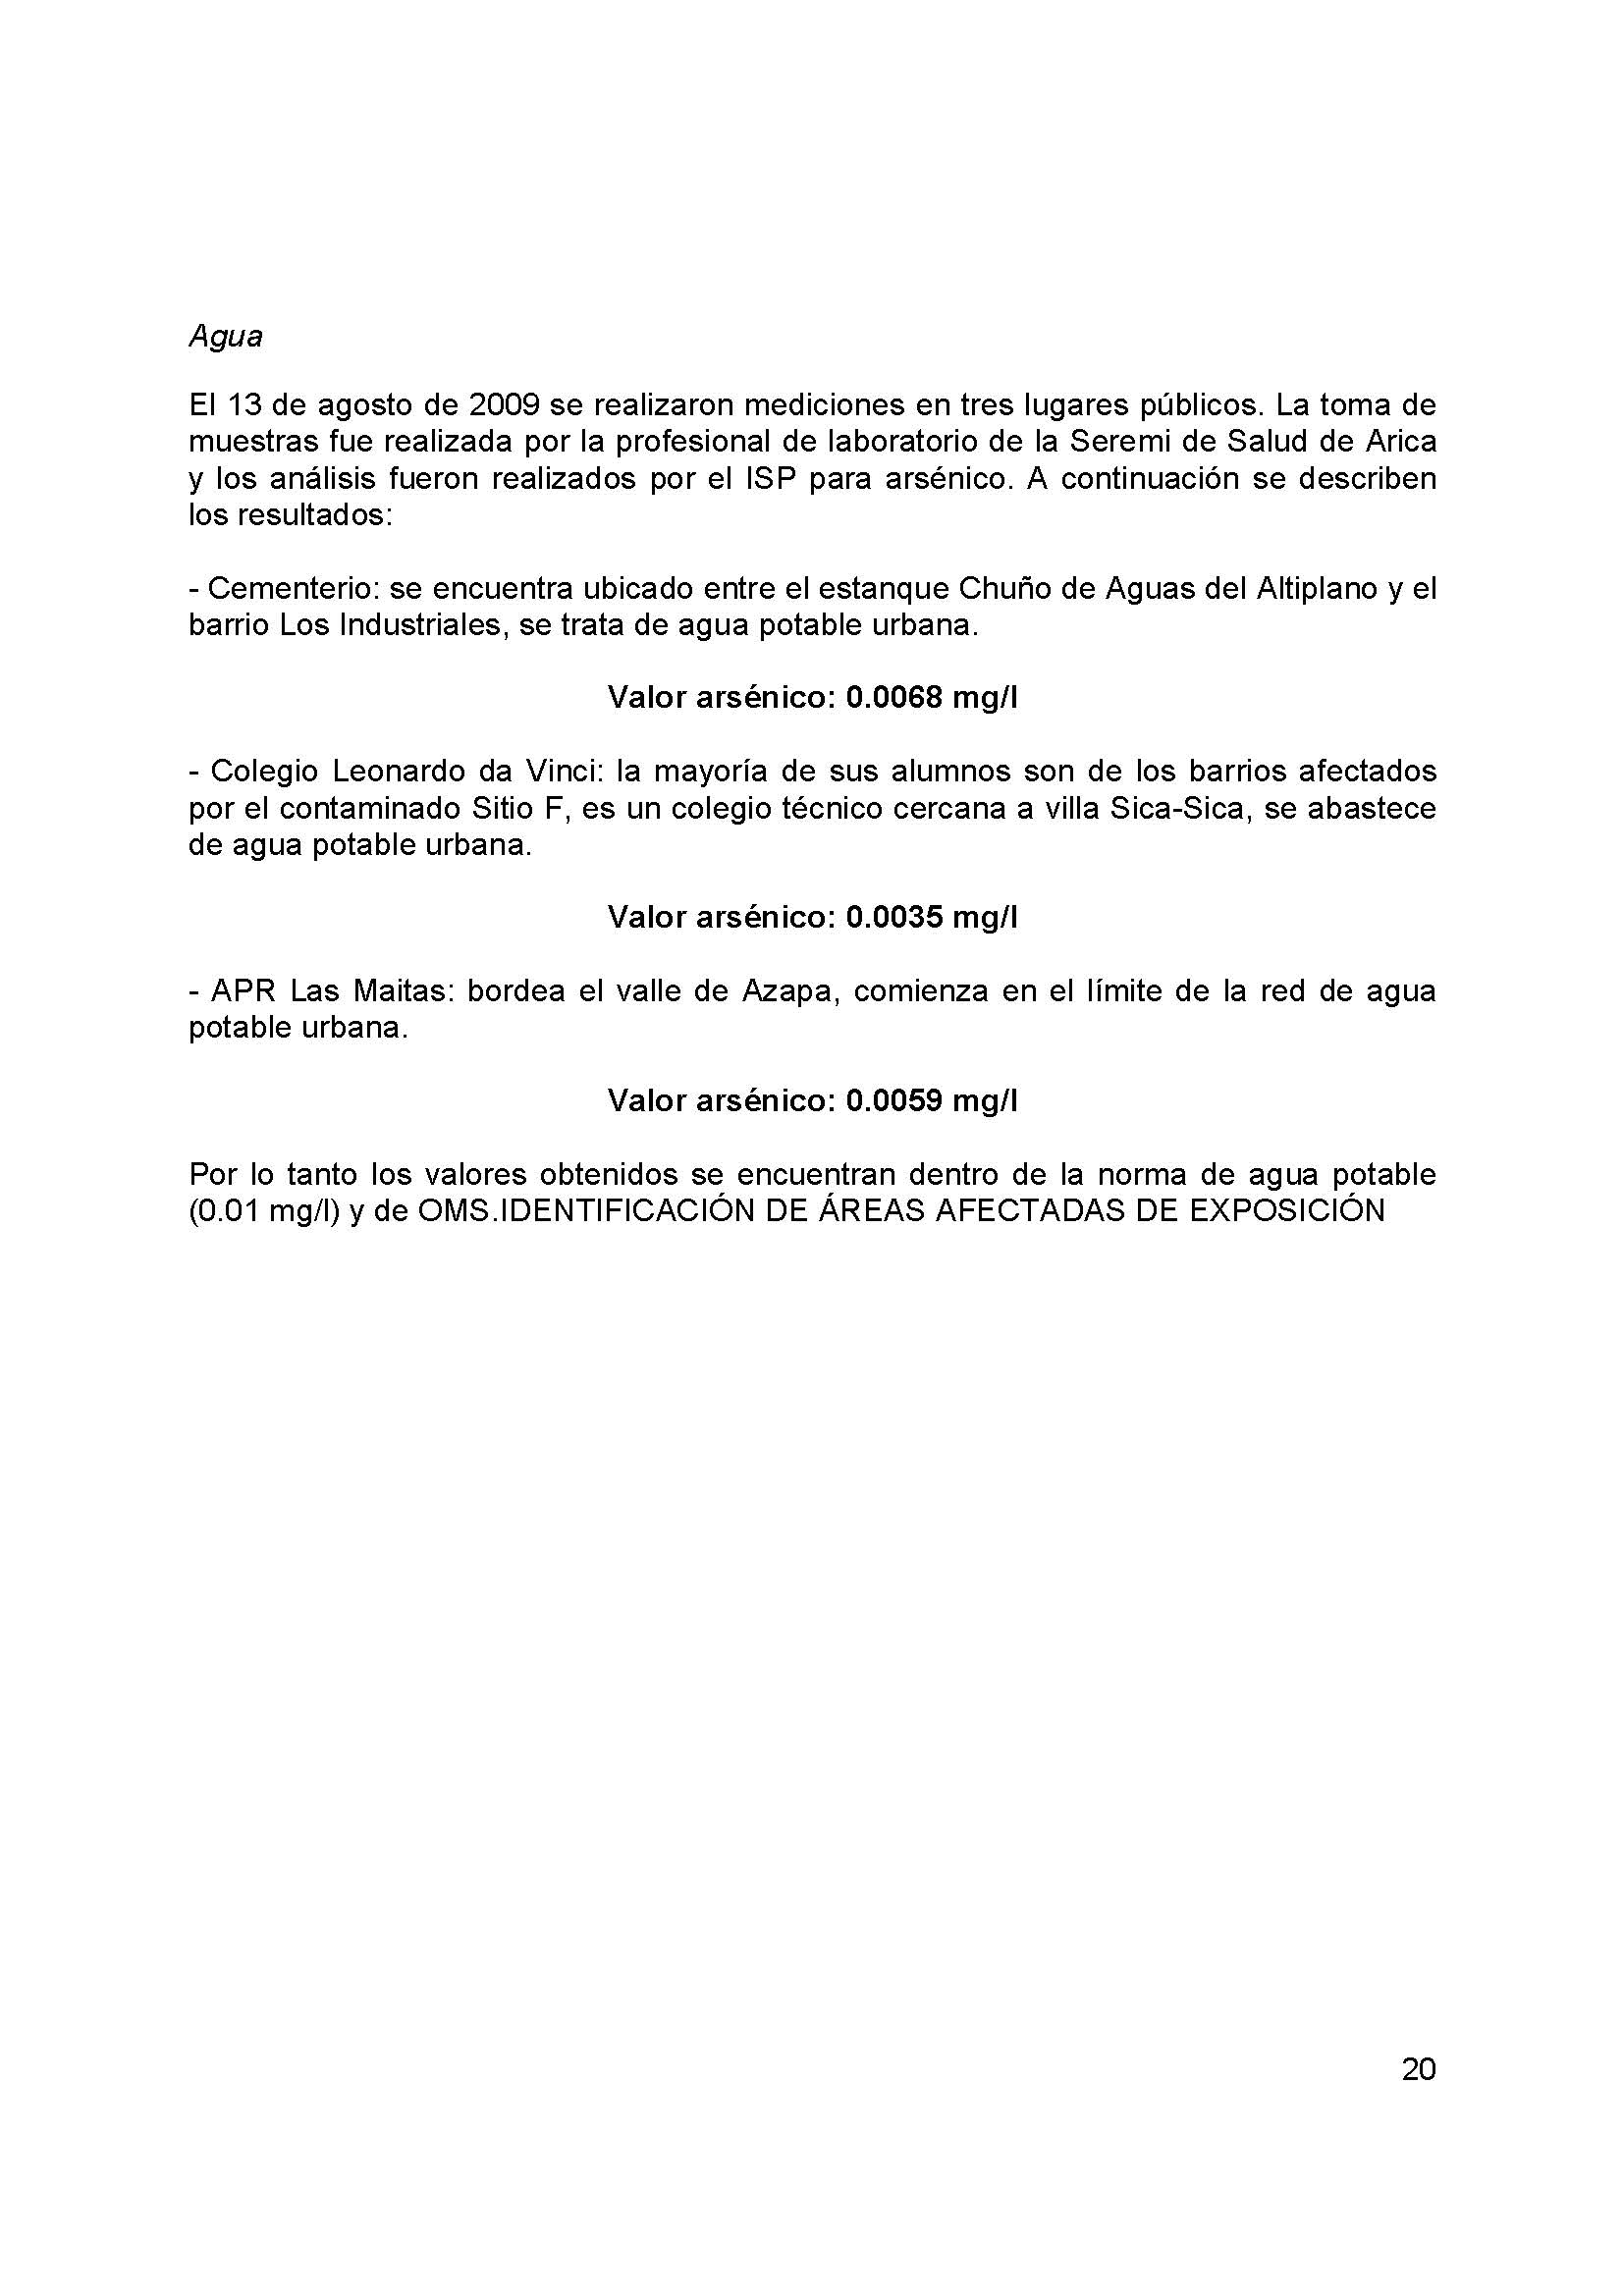 Agua
El 13 de agosto de 2009 se realizaron mediciones en tres lugares públicos. La toma de
muestras fue realizada por la profesional de laboratorio de la Seremi de Salud de Arica
y los análisis fueron realizados por el ISP para arsénico. A continuación se describen
los resultados:
- Cementerio: se encuentra ubicado entre el estanque Chuño de Aguas del Altiplano y el
barrio Los Industriales, se trata de agua potable urbana.
Valor arsénico: 0.0068 mg/l
- Colegio Leonardo da Vinci: la mayoría de sus alumnos son de los barrios afectados
por el contaminado Sitio F, es un colegio técnico cercana a villa Sica-Sica, se abastece
de agua potable urbana.
Valor arsénico: 0.0035 mg/l
- APR Las Maitas: bordea el valle de Azapa, comienza en el límite de la red de agua
potable urbana.
Valor arsénico: 0.0059 mg/l
Por lo tanto los valores obtenidos se encuentran dentro de la norma de agua potable
(0.01 mg/l) y de OMS.IDENTIFICACIÓN DE ÁREAS AFECTADAS DE EXPOSICIÓN
20